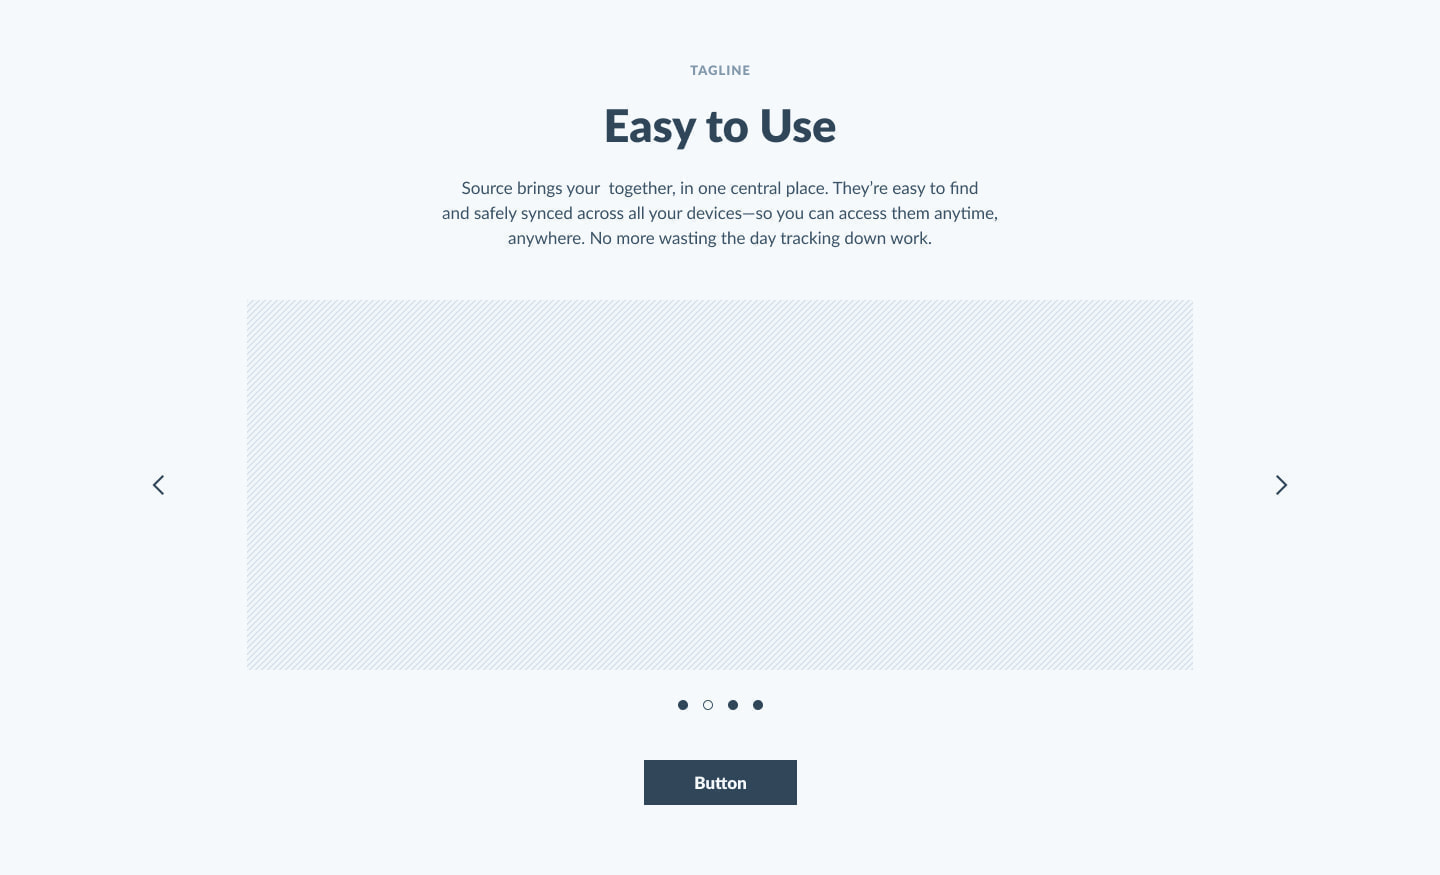 TAGLINE
Easy to Use
Source brings your  together, in one central place. They’re easy to find
and safely synced across all your devices—so you can access them anytime,
anywhere. No more wasting the day tracking down work.
Button